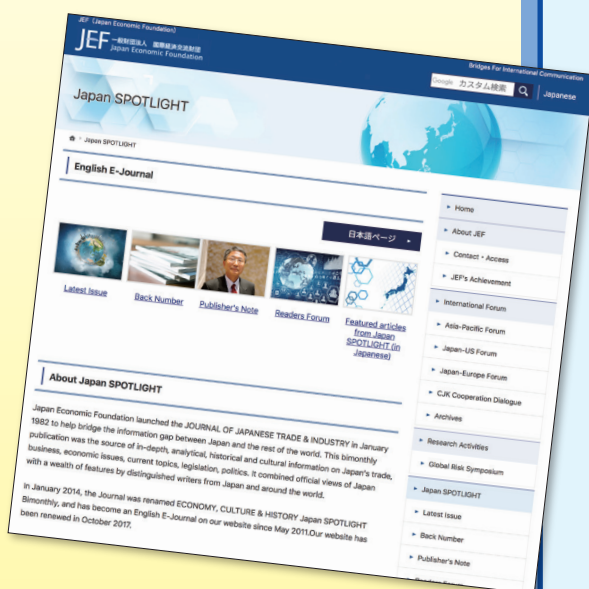 JEF (Japan Economic Foundation)
JEF
一般財団法人 国際経済交流財団
Japan Economic Foundation
Bridges For International Communication
Google カスタム検索
Japanese
Japan SPOTLIGHT
Japan SPOTLIGHT
English E-Journal
日本語ページ
Latest Issue
Back Number
Publisher's Note
Readers Forum
Featured articles
from Japan
SPOTLIGHT (in
Japanese)
About Japan SPOTLIGHT
Japan Economic Foundation launched the JOURNAL OF JAPANESE TRADE & INDUSTRY in January
1982 to help bridge the information gap between Japan and the rest of the world. This bimonthly
publication was the source of in-depth, analytical, historical and cultural information on Japan's trade,
business, economic issues, current topics, legislation, politics. It combined official views of Japan
with a wealth of features by distinguished writers from Japan and around the world.
In January 2014, the Journal was renamed ECONOMY, CULTURE & HISTORY Japan SPOTLIGHT
Bimonthly, and has become an English E-Journal on our website since May 2011.Our website has
been renewed in October 2017.
Home
About JEF
Contact・Access
JEF's Achievement
International Forum
Asia-Pacific Forum
Japan-US Forum
Japan-Europe Forum
CJK Cooperation Dialogue
Archives
Research Activities
Global Risk Symposium
Japan SPOTLIGHT
Latest Issue
Back Number
Publisher's Note